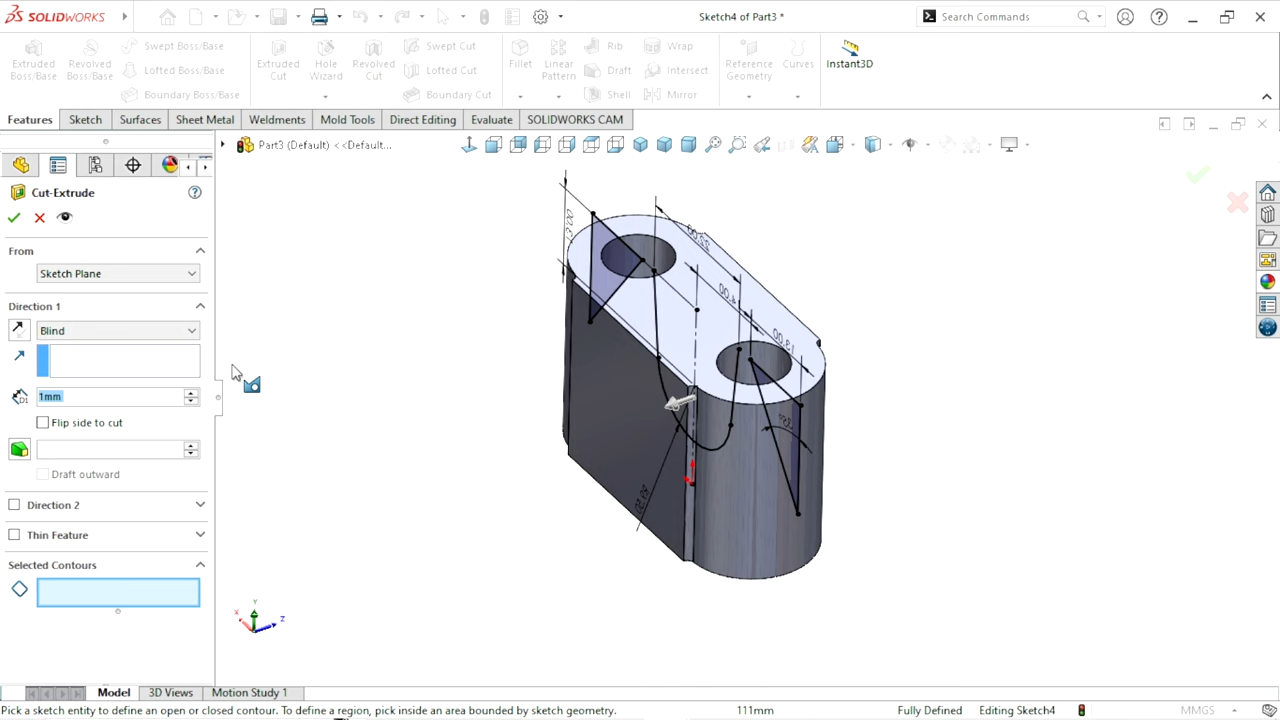 SOLIDWORKS
Sketch4 of Part3 *
Search Commands
Extruded Boss/Base
Revolved Boss/Base
Swept Boss/Base
Lofted Boss/Base
Boundary Boss/Base
Extruded Cut
Hole Wizard
Revolved Cut
Swept Cut
Lofted Cut
Boundary Cut
Fillet
Linear Pattern
Rib
Draft
Shell
Wrap
Intersect
Mirror
Reference Geometry
Curves
Instant3D
Features
Sketch
Surfaces
Sheet Metal
Weldments
Mold Tools
Direct Editing
Evaluate
SOLIDWORKS CAM
Part3 (Default) <<Default...
Cut-Extrude
From
Sketch Plane
Direction 1
Blind
1mm
Flip side to cut
Draft outward
Direction 2
Thin Feature
Selected Contours
22.00
4.00
13.00
Y
X
Z
Model
3D Views
Motion Study 1
Pick a sketch entity to define an open or closed contour. To define a region, pick inside an area bounded by sketch geometry.
111mm
Fully Defined
Editing Sketch4
MMGS